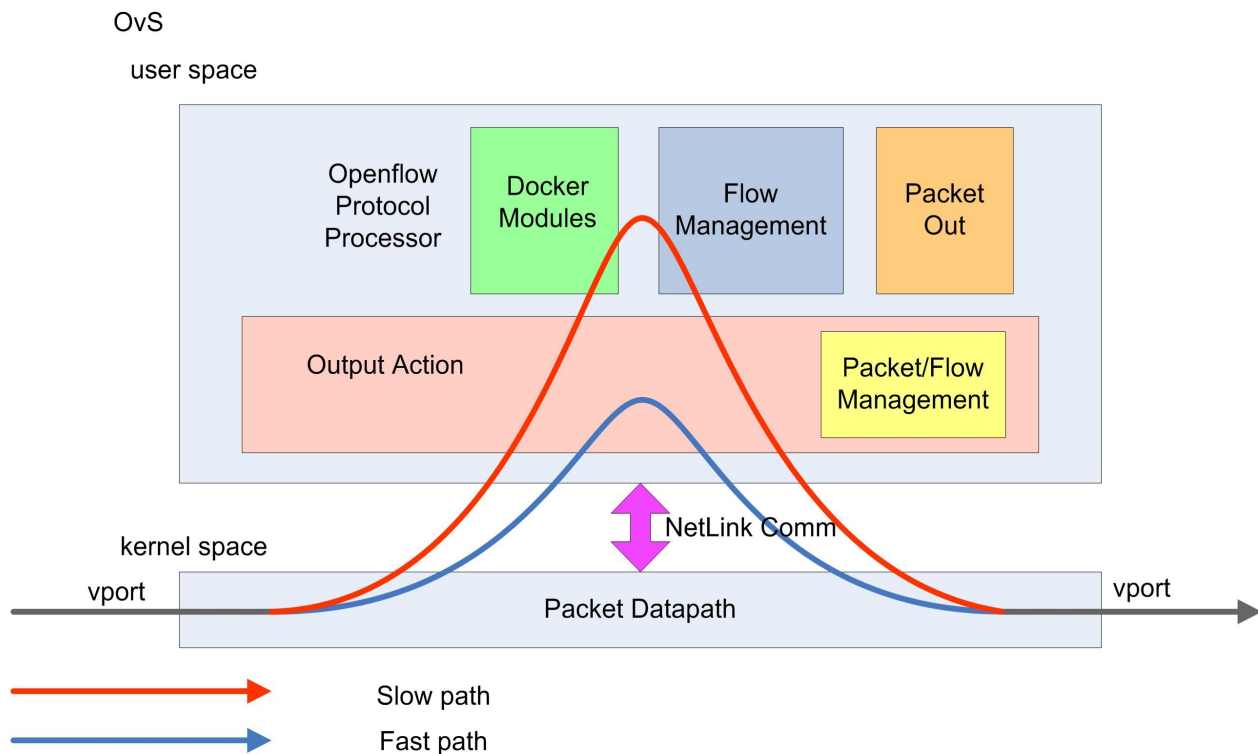 OvS
user space
Openflow
Protocol
Processor
Docker
Modules
Flow
Management
Packet
Out
Output Action
Packet/Flow
Management
NetLink Comm
kernel space
vport
Packet Datapath
vport
Slow path
Fast path